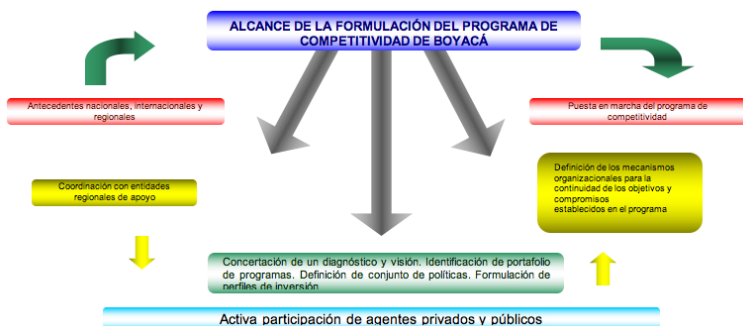 ALCANCE DE LA FORMULACIÓN DEL PROGRAMA DE
COMPETITIVIDAD DE BOYACÁ
Antecedentes nacionales, internacionales y
regionales
Puesta en marcha del programa de
competitividad
Coordinación con entidades
regionales de apoyo
Definición de los mecanismos
organizacionales para la
continuidad de los objetivos y
compromisos
establecidos en el programa
Concertación de un diagnóstico y visión. Identificación de portafolio
de programas. Definición de conjunto de políticas. Formulación de
perfiles de inversión
Activa participación de agentes privados y públicos